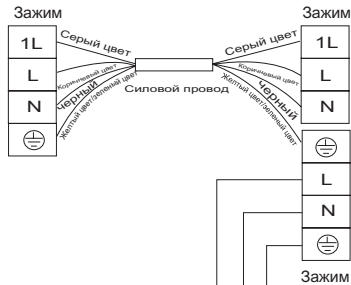 Зажим
Зажим
1L
Серый цвет
Серый цвет
1L
L
Коричневый цвет
Коричневый цвет
L
N
черный
Силовой провод
черный
N
Желтый цвет/зеленый цвет
Желтый цвет/зеленый цвет
L
N
Зажим